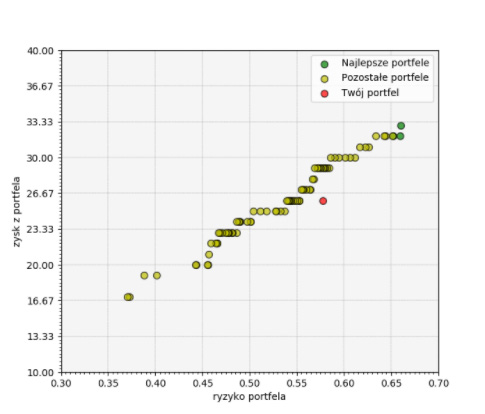 40.00
Najlepsze portfele
Pozostałe portfele
Twój portfel
36.67
33.33
30.00
26.67
23.33
20.00
16.67
13.33
10.00
zysk z portfela
0.30 0.35 0.40 0.45 0.50 0.55 0.60 0.65 0.70
ryzyko portfela